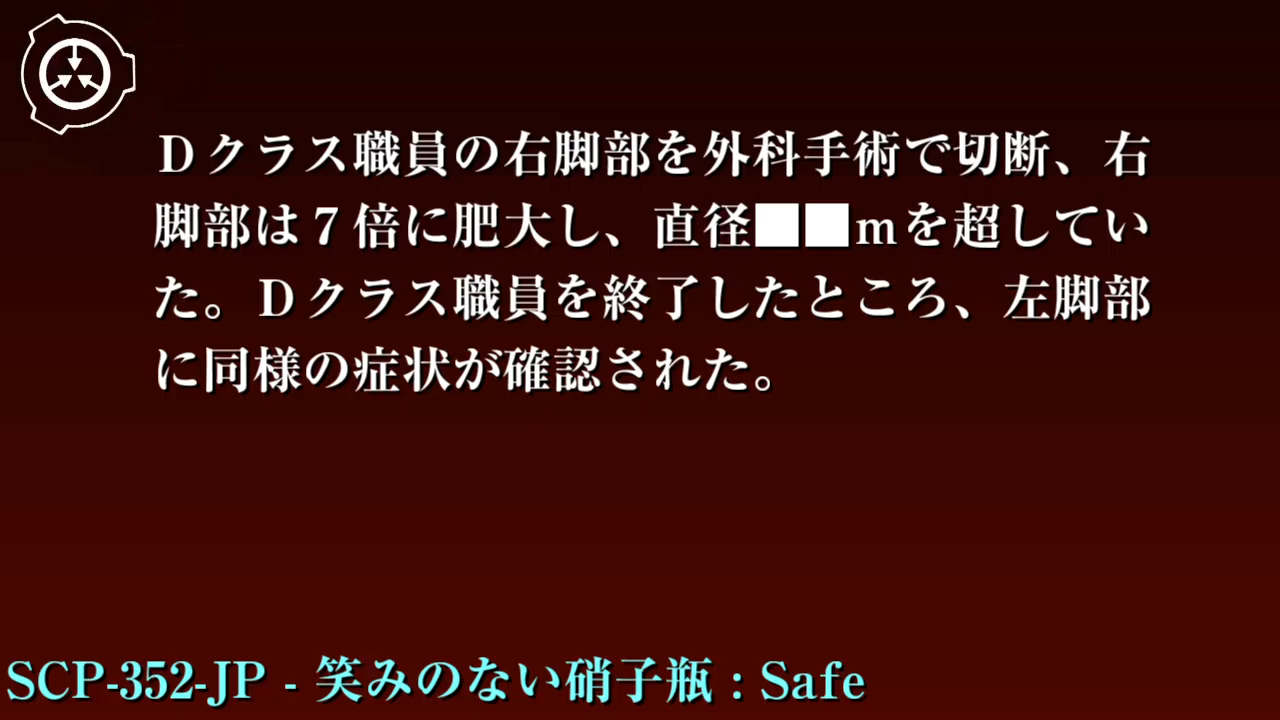 Dクラス職員の右脚部を外科手術で切断、右
脚部は７倍に肥大し、直径■■ｍを超してい
た。Dクラス職員を終了したところ、左脚部
に同様の症状が確認された。
SCP-352-JP - 笑みのない硝子瓶 : Safe